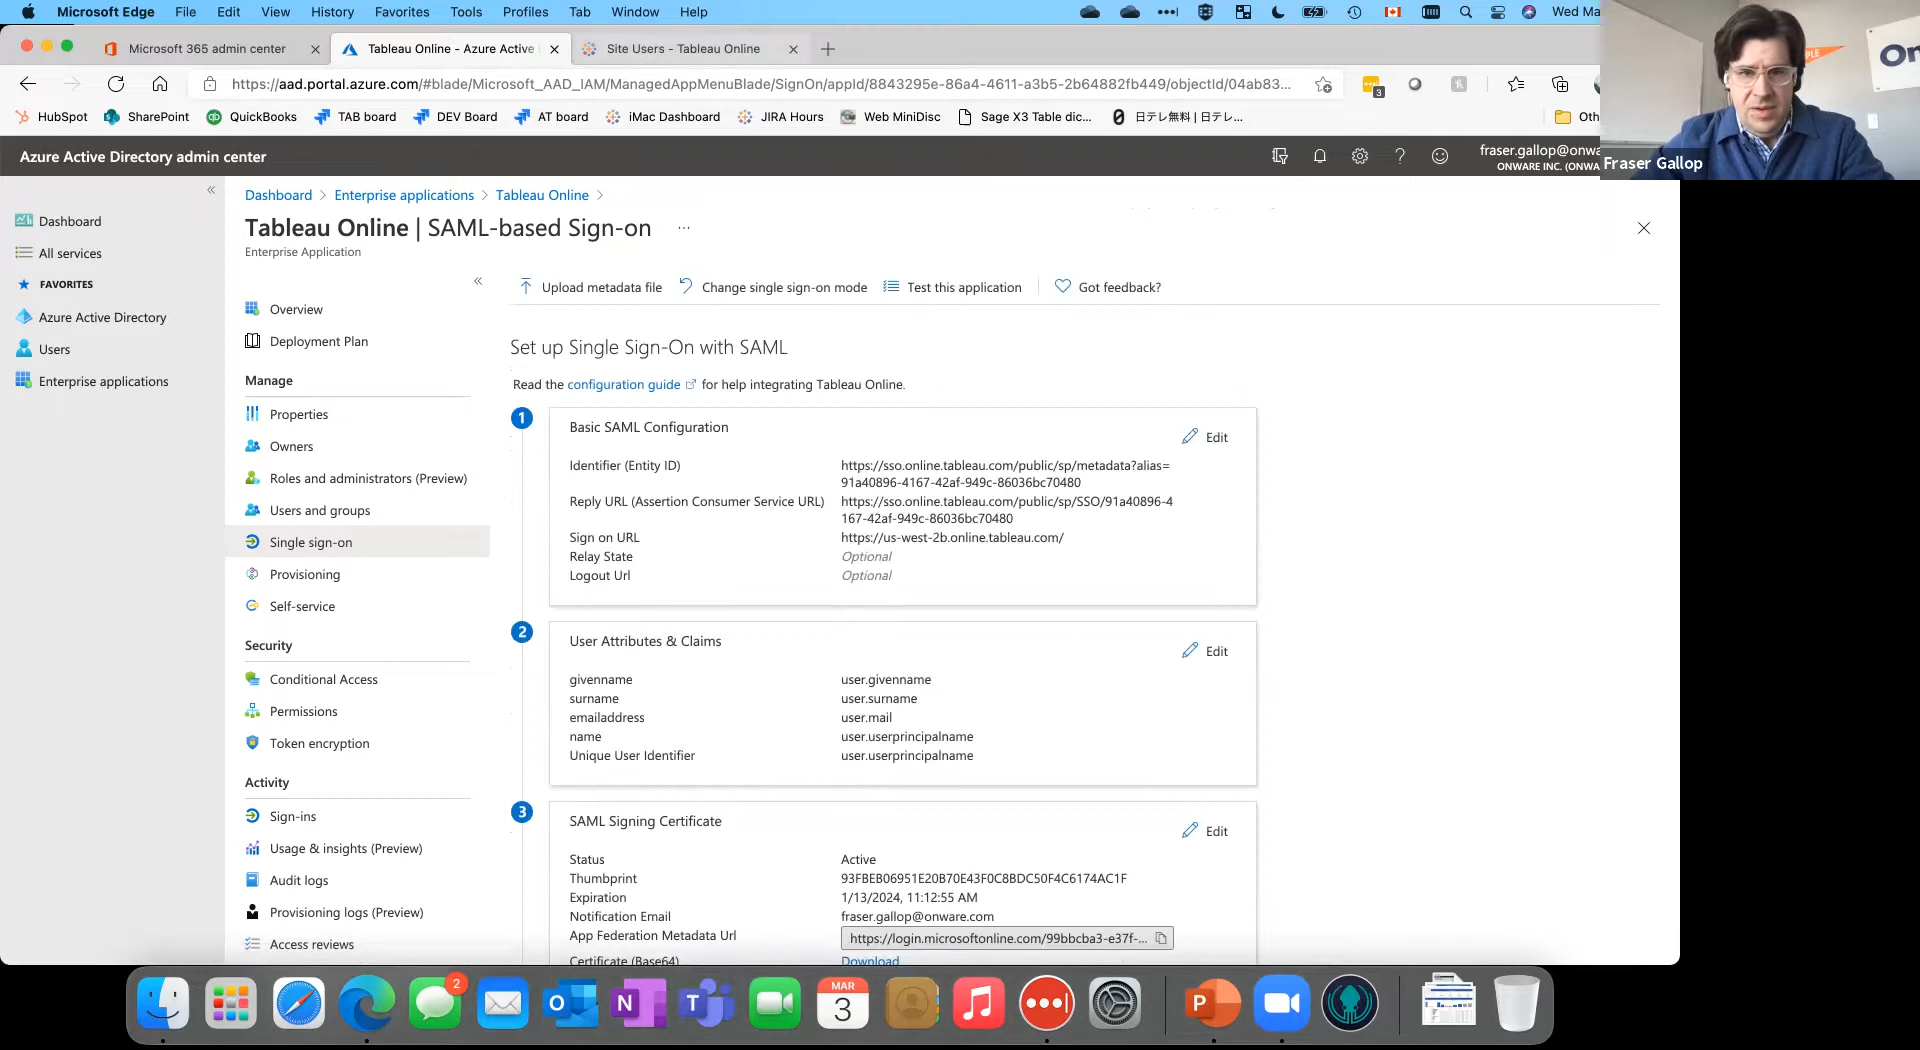 Microsoft Edge File Edit View History Favorites Tools Profiles Tab Window Help
Wed Ma
Microsoft 365 admin center
Tableau Online - Azure Active
Site Users - Tableau Online
https://aad.portal.azure.com/#blade/Microsoft_AAD_IAM/ManagedAppMenuBlade/SignOn/appId/8843295e-86a4-4611-a3b5-2b64882fb449/objectId/04ab83...
3
HubSpot SharePoint QuickBooks TAB board DEV Board AT board iMac Dashboard JIRA Hours Web MiniDisc Sage X3 Table dic... 日テレ無料 | 日テレ...
Oth
On
Azure Active Directory admin center
fraser.gallop@onwa
ONWARE INC. (ONWA
Fraser Gallop
Dashboard
All services
FAVORITES
Azure Active Directory
Users
Enterprise applications
Dashboard > Enterprise applications > Tableau Online >
Tableau Online | SAML-based Sign-on ...
Enterprise Application
Overview
Deployment Plan
Manage
Properties
Owners
Roles and administrators (Preview)
Users and groups
Single sign-on
Provisioning
Self-service
Security
Conditional Access
Permissions
Token encryption
Activity
Sign-ins
Usage & insights (Preview)
Audit logs
Provisioning logs (Preview)
Access reviews
Upload metadata file
Change single sign-on mode
Test this application
Got feedback?
Set up Single Sign-On with SAML
Read the configuration guide for help integrating Tableau Online.
1
Basic SAML Configuration
Edit
Identifier (Entity ID) https://sso.online.tableau.com/public/sp/metadata?alias=
91a40896-4167-42af-949c-86036bc70480
Reply URL (Assertion Consumer Service URL) https://sso.online.tableau.com/public/sp/SSO/91a40896-4
167-42af-949c-86036bc70480
Sign on URL https://us-west-2b.online.tableau.com/
Relay State Optional
Logout Url Optional
2
User Attributes & Claims
Edit
givenname user.givenname
surname user.surname
emailaddress user.mail
name user.userprincipalname
Unique User Identifier user.userprincipalname
3
SAML Signing Certificate
Edit
Status Active
Thumbprint 93FBEB06951E20B70E43F0C8BDC50F4C6174AC1F
Expiration 1/13/2024, 11:12:55 AM
Notification Email fraser.gallop@onware.com
App Federation Metadata Url https://login.microsoftonline.com/99bbcba3-e37f-...
Certificate (Base64) Download
2
MAR
3